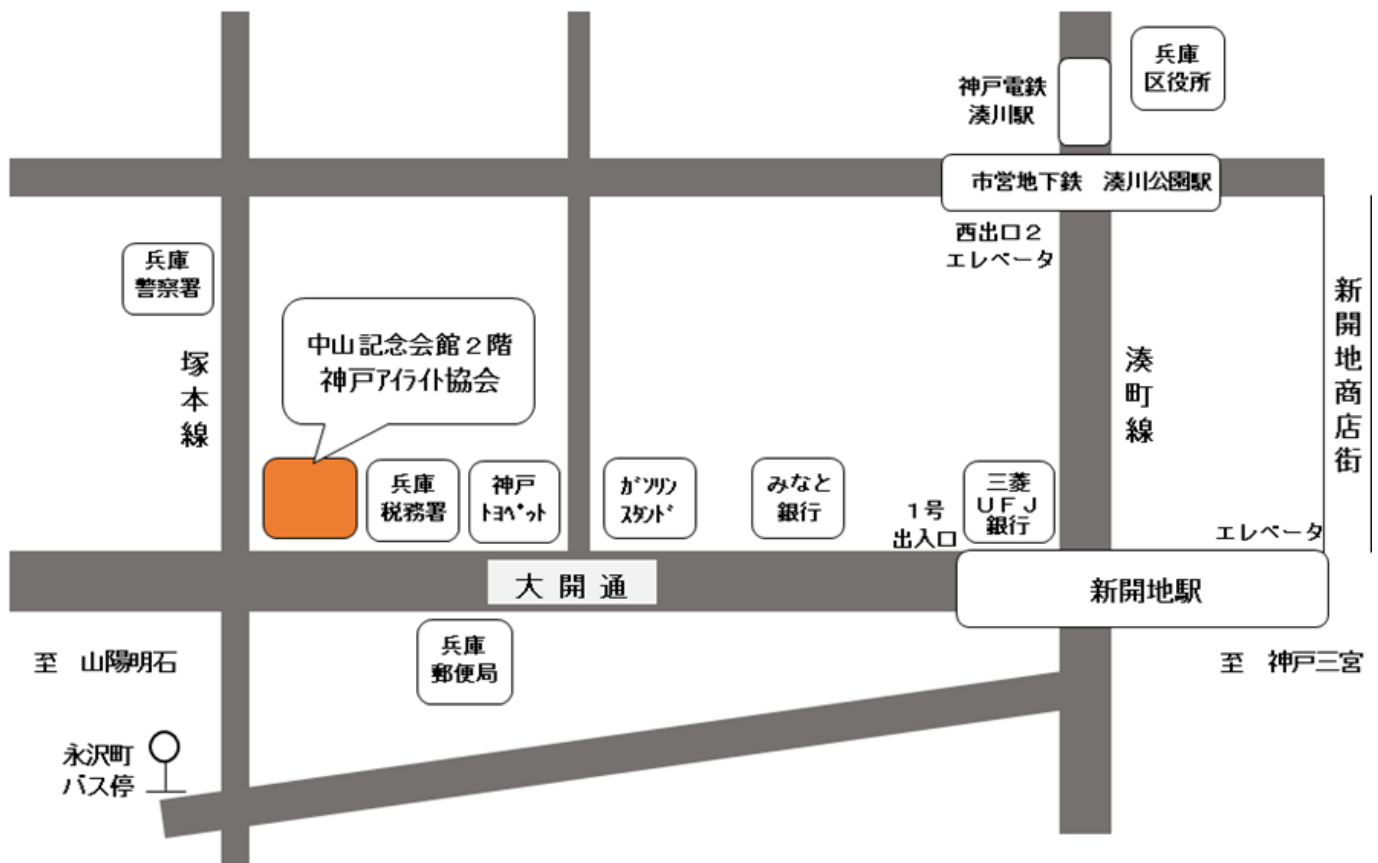 兵庫
区役所
神戸電鉄
湊川駅
市営地下鉄　湊川公園駅
西出口２
エレベータ
兵庫
警察署
中山記念会館２階
神戸ｱｲﾗｲﾄ協会
塚本線
湊町線
新開地商店街
兵庫
税務署
神戸
ﾄﾖﾍﾟｯﾄ
ｶﾞｿﾘﾝ
ｽﾀﾝﾄﾞ
みなと
銀行
１号
出入口
三菱
ＵＦＪ
銀行
エレベータ
大開通
新開地駅
兵庫
郵便局
至　山陽明石
至　神戸三宮
永沢町
バス停